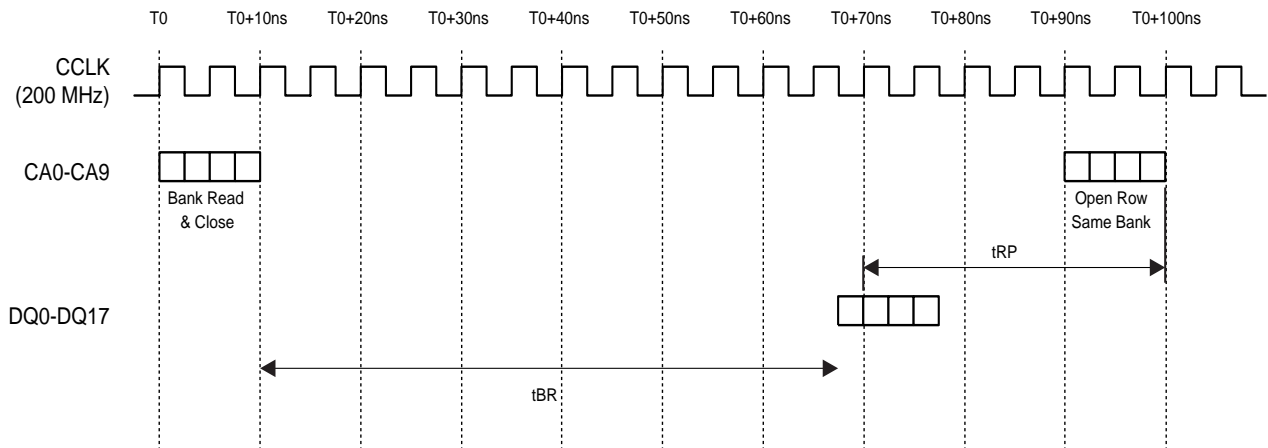 T0 T0+10ns T0+20ns T0+30ns T0+40ns T0+50ns T0+60ns T0+70ns T0+80ns T0+90ns T0+100ns
CCLK
(200 MHz)
CA0-CA9
Bank Read
& Close
Open Row
Same Bank
tRP
DQ0-DQ17
tBR